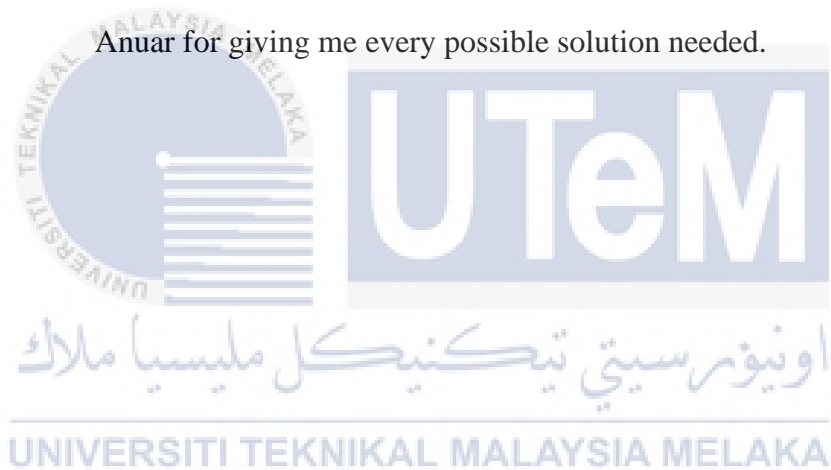 Anuar for giving me every possible solution needed.
UNIVERSITI TEKNIKAL MALAYSIA MELAKA
UTeM
اونيۏرسيتي تيكنيكل مليسيا ملاك
UNIVERSITI TEKNIKAL MALAYSIA MELAKA